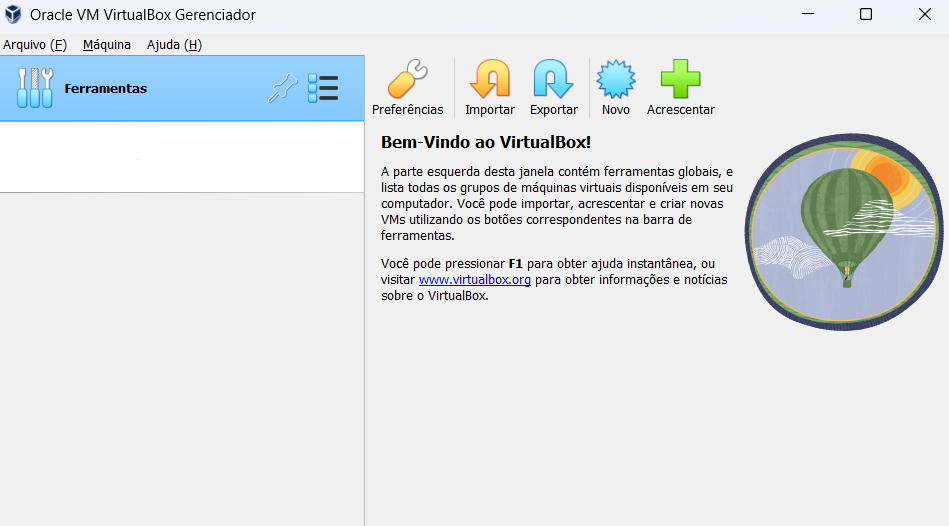 Oracle VM VirtualBox Gerenciador
Arquivo (F) Máquina Ajuda (H)
Ferramentas
Preferências Importar Exportar Novo Acrescentar
Bem-Vindo ao VirtualBox!
A parte esquerda desta janela contém ferramentas globais, e
lista todas os grupos de máquinas virtuais disponíveis em seu
computador. Você pode importar, acrescentar e criar novas
VMs utilizando os botões correspondentes na barra de
ferramentas.
Você pode pressionar F1 para obter ajuda instantânea, ou
visitar www.virtualbox.org para obter informações e notícias
sobre o VirtualBox.